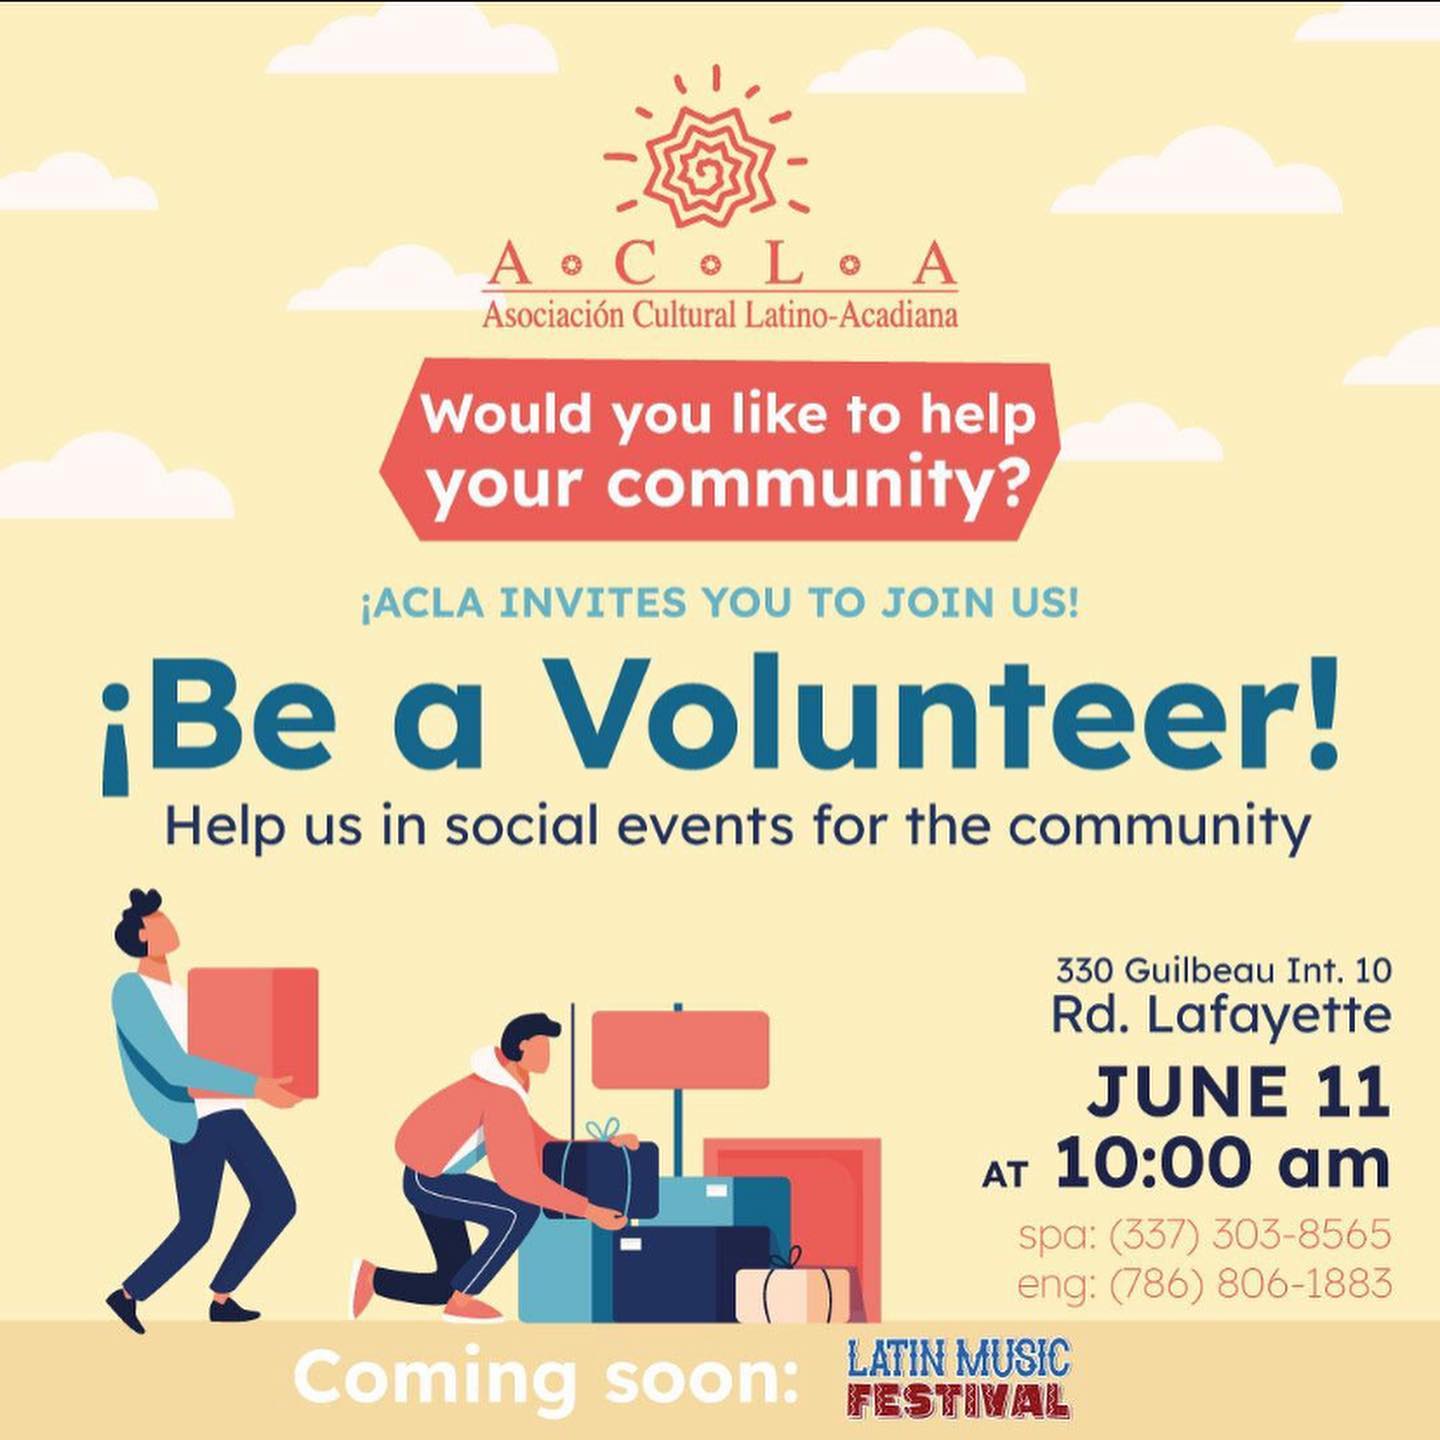 A • C • L • A
Asociación Cultural Latino-Acadiana
Would you like to help
your community?
¡ACLA INVITES YOU TO JOIN US!
¡Be a Volunteer!
Help us in social events for the community
330 Guilbeau Int. 10
Rd. Lafayette
JUNE 11
AT 10:00 am
spa: (337) 303-8565
eng: (786) 806-1883
Coming soon: LATIN MUSIC
FESTIVAL